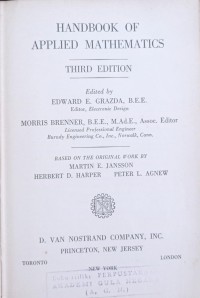 HANDBOOK OF
APPLIED MATHEMATICS
THIRD EDITION
Edited by
EDWARD E. GRAZDA, B.E.E.
Editor, Electronic Design
MORRIS BRENNER, B.E.E., M.A.E., Assoc. Editor
Licensed Professional Engineer
Barnds Engineering Co., Inc., Norwalk, Conn.
BASED ON THE ORIGINAL WORK BY
MARTIN E. JANSSON
HERBERT D. HARPER PETER L. AGNEW
D. VAN NOSTRAND COMPANY, INC.
PRINCETON, NEW JERSEY
TORONTO LONDON
NEW YORK